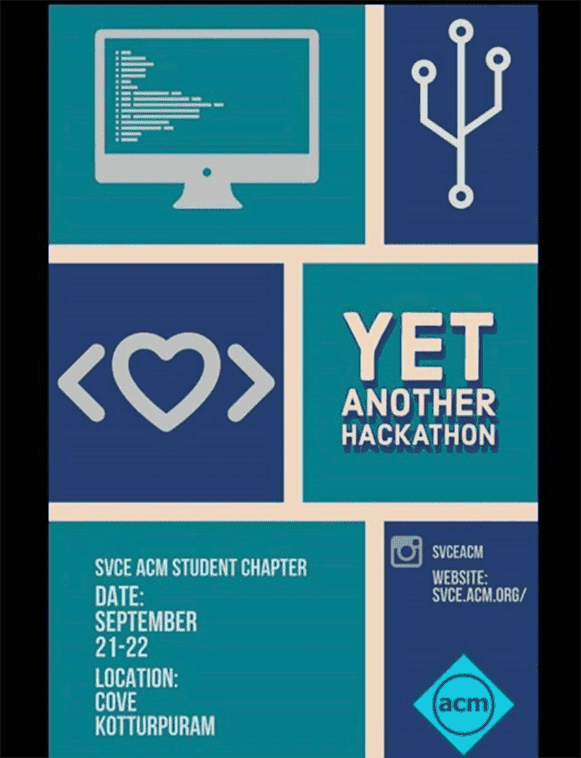 YET
ANOTHER
HACKATHON
SVCE ACM STUDENT CHAPTER
DATE:
SEPTEMBER
21-22
LOCATION:
COVE
KOTTURPURAM
SVCEACM
WEBSITE:
SVCE.ACM.ORG/
acm